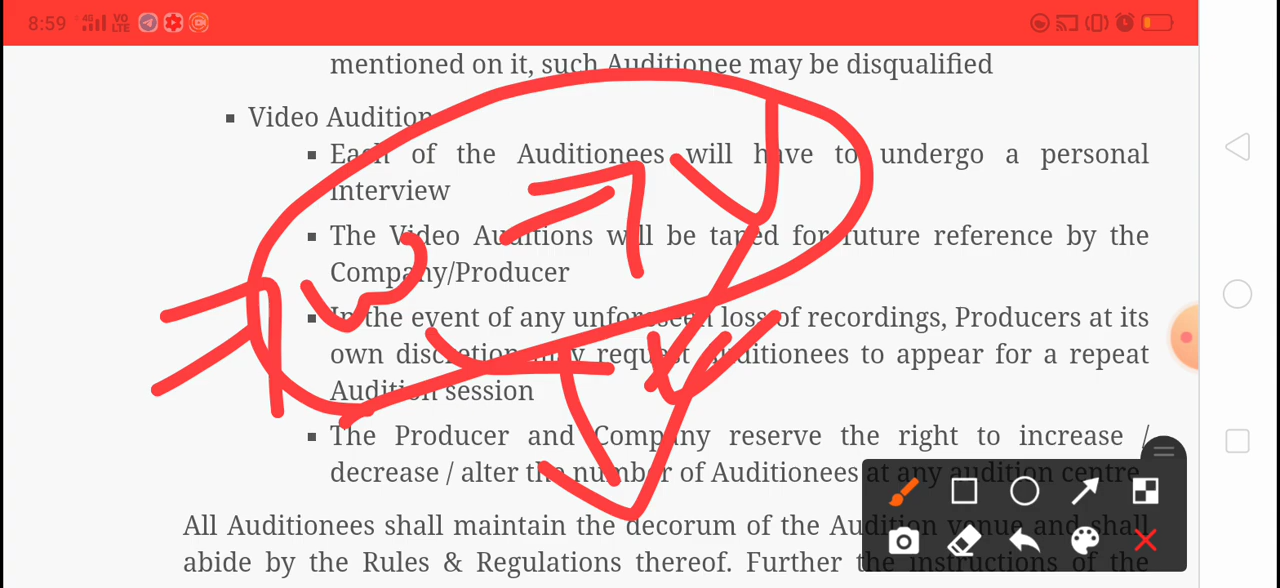 8:59 4G VO LTE
mentioned on it, such Auditionee may be disqualified
▪ Video Audition
▪ Each of the Auditionees will have to undergo a personal
interview
▪ The Video Auditions will be taped for future reference by the
Company/Producer
▪ In the event of any unforeseen loss of recordings, Producers at its
own discretion may request Auditionees to appear for a repeat
Audition session
▪ The Producer and Company reserve the right to increase /
decrease / alter the number of Auditionees at any audition centre
All Auditionees shall maintain the decorum of the Audition venue and shall
abide by the Rules & Regulations thereof. Further the instructions of the